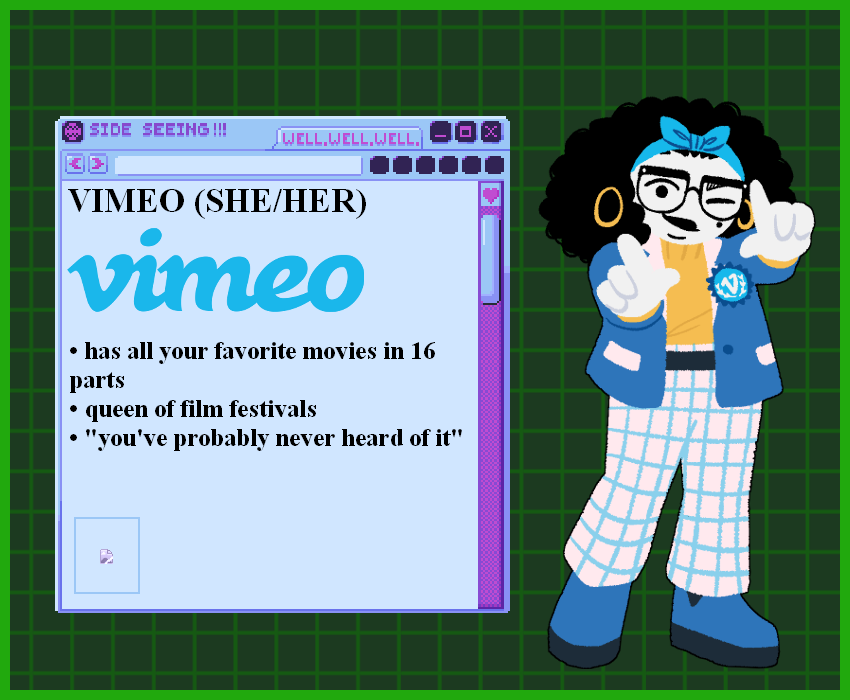 SIDE SEEING!!!
WELL.WELL.WELL.
VIMEO (SHE/HER)
vimeo
• has all your favorite movies in 16
parts
• queen of film festivals
• "you've probably never heard of it"
V